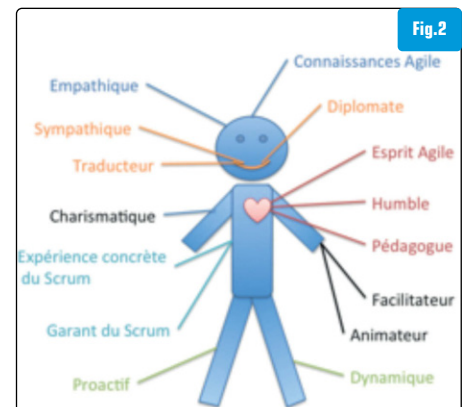 Fig.2
Connaissances Agile
Empathique
Diplomate
Sympathique
Esprit Agile
Traducteur
Humble
Charismatique
Pédagogue
Expérience concrète
du Scrum
Facilitateur
Garant du Scrum
Animateur
Proactif
Dynamique